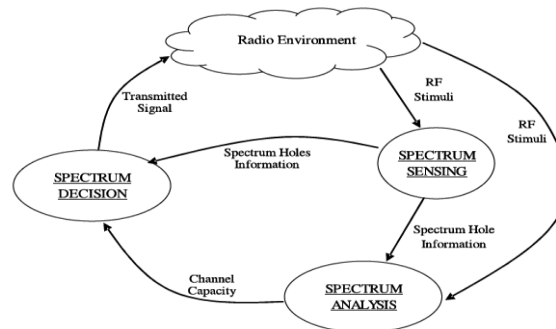 Radio Environment
Transmitted
Signal
RF
Stimuli
RF
Stimuli
Spectrum Holes
Information
SPECTRUM
SENSING
SPECTRUM
DECISION
Spectrum Hole
Information
Channel
Capacity
SPECTRUM
ANALYSIS